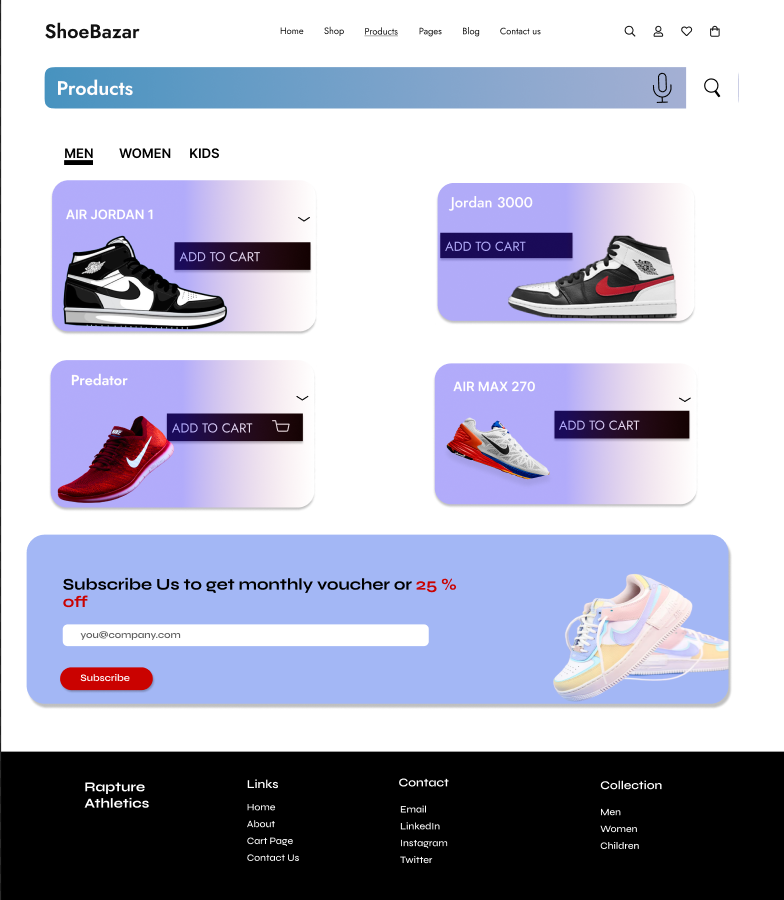 ShoeBazar
Home Shop Products Pages Blog Contact us
Products
MEN WOMEN KIDS
AIR JORDAN 1
ADD TO CART
Jordan 3000
ADD TO CART
Predator
ADD TO CART
AIR MAX 270
ADD TO CART
Subscribe Us to get monthly voucher or 25 %
off
you@company.com
Subscribe
Rapture
Athletics
Links
Home
About
Cart Page
Contact Us
Contact
Email
LinkedIn
Instagram
Twitter
Collection
Men
Women
Children